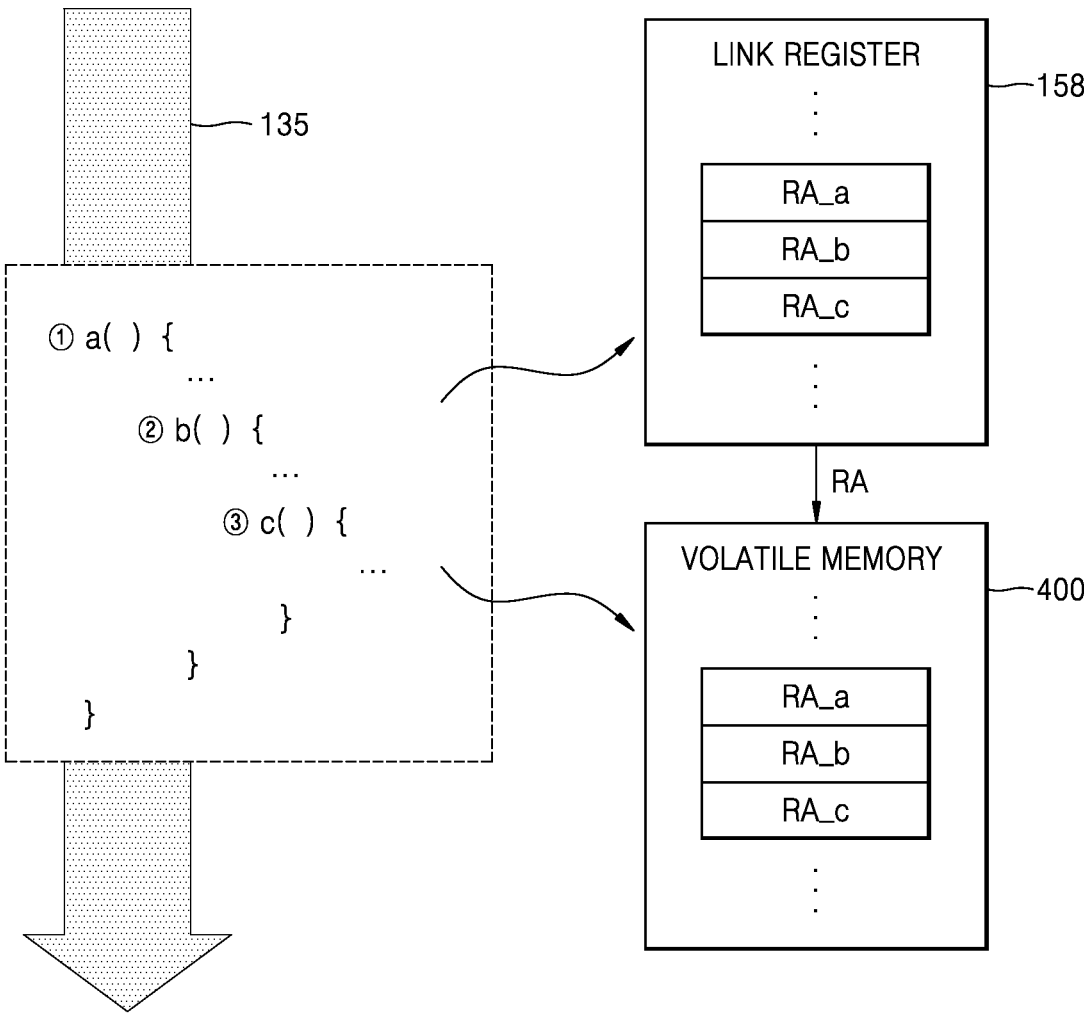 135
① a( ) {
...
② b( ) {
...
③ c( ) {
...
}
}
}
LINK REGISTER
158
RA_a
RA_b
RA_c
RA
VOLATILE MEMORY
400
RA_a
RA_b
RA_c